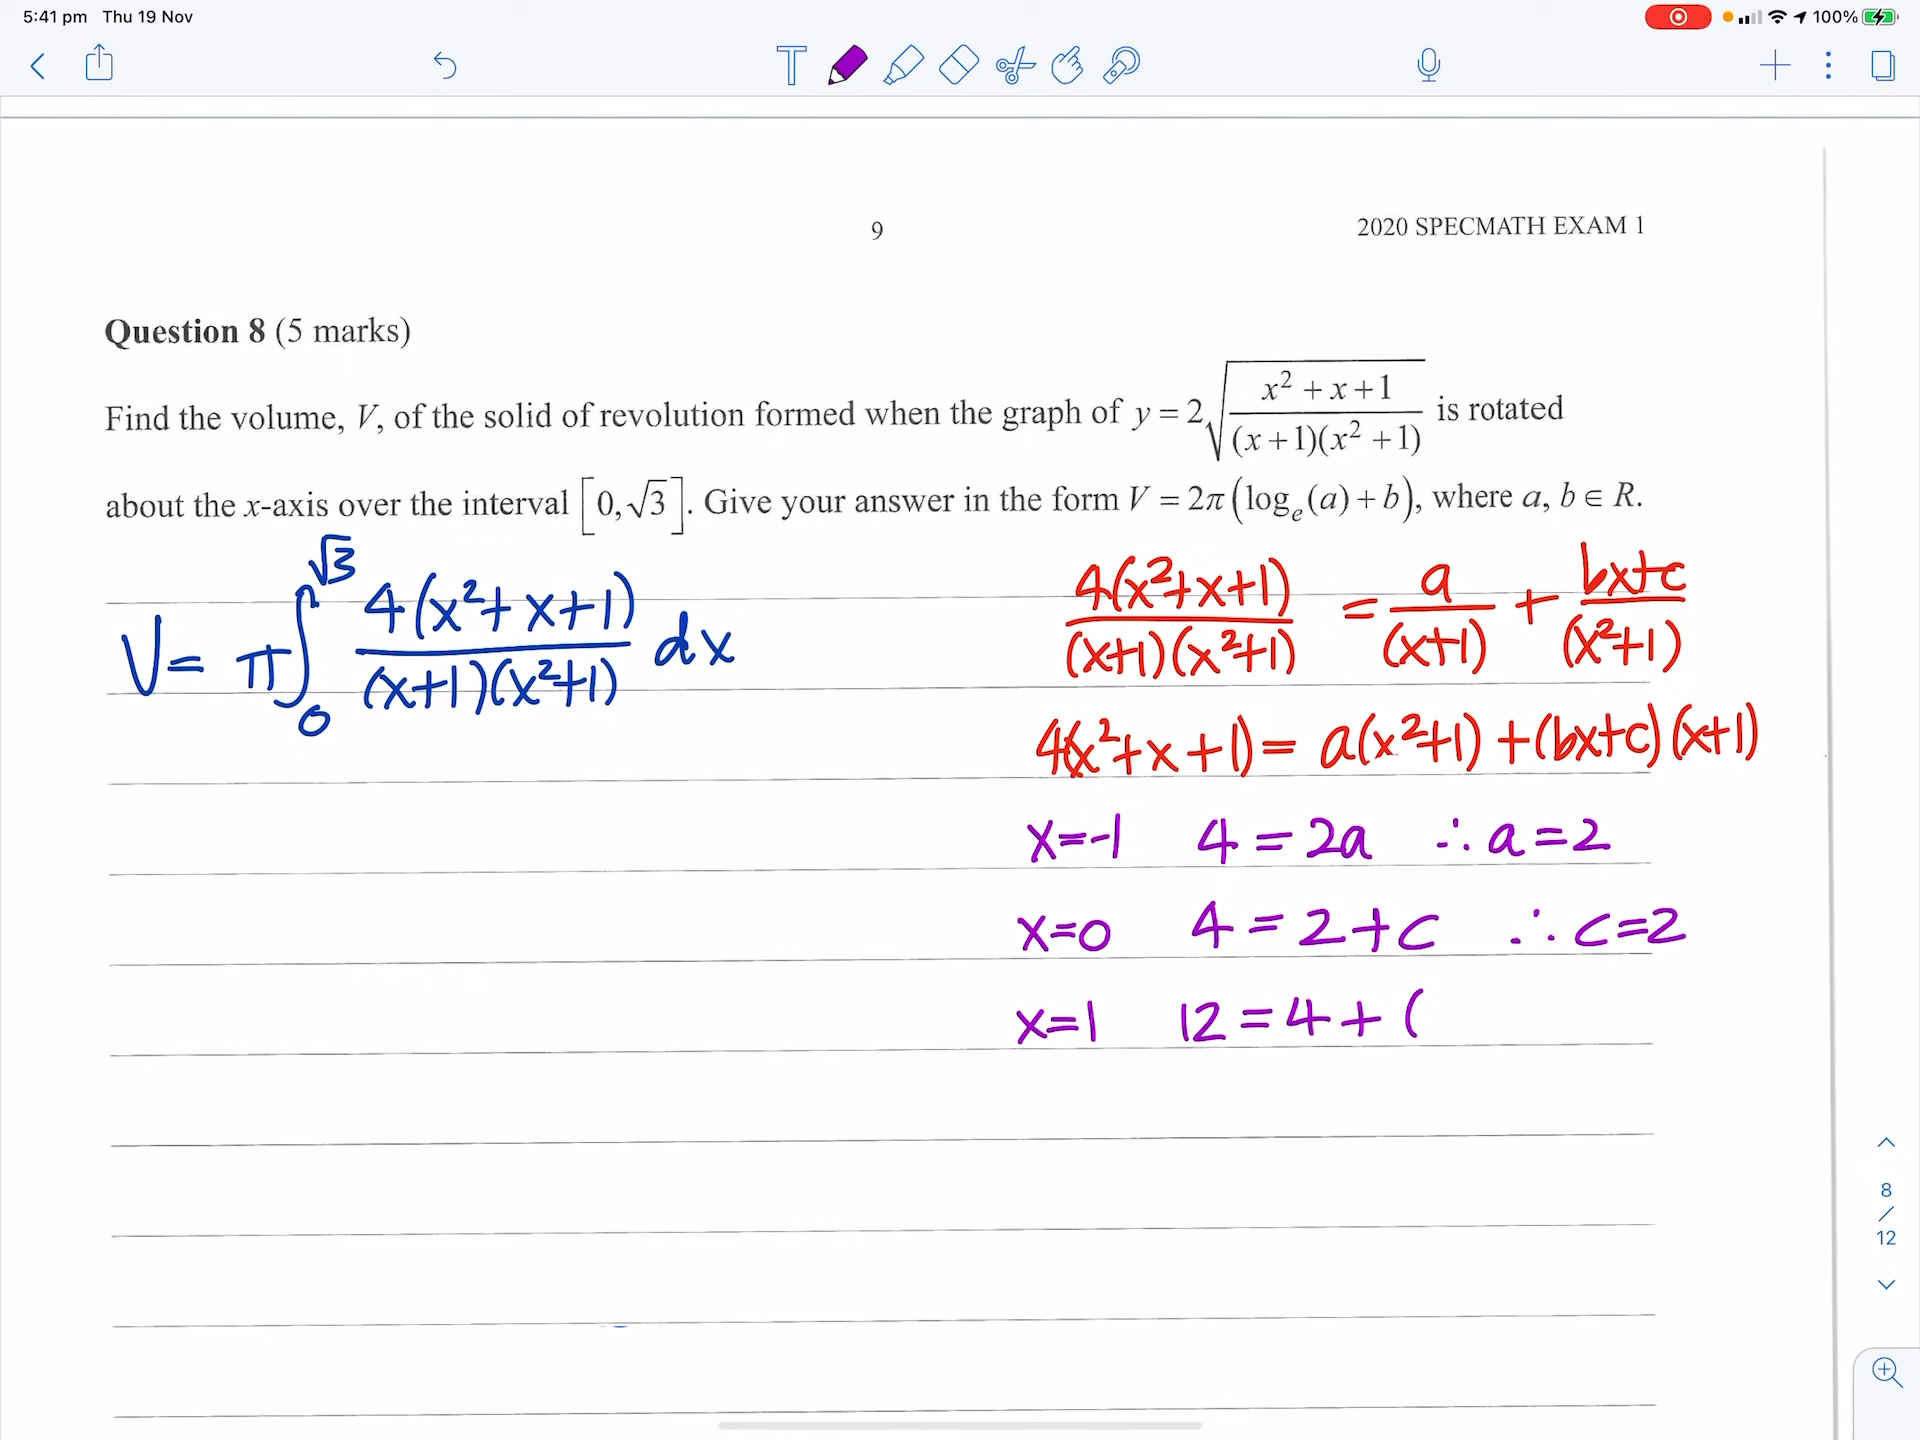 5:41 pm Thu 19 Nov 100%
9 2020 SPECMATH EXAM 1
Question 8 (5 marks)
Find the volume, V, of the solid of revolution formed when the graph of y = 2√((x² + x + 1)/((x + 1)(x² + 1))) is rotated
about the x-axis over the interval [0, √3]. Give your answer in the form V = 2π(logₑ(a) + b), where a, b ∈ R.
V = π∫₀^√3 4(x² + x + 1)/((x+1)(x²+1)) dx
4(x²+x+1)/((x+1)(x²+1)) = a/(x+1) + (bx+c)/(x²+1)
4(x²+x+1) = a(x²+1) + (bx+c)(x+1)
x=-1 4 = 2a ∴ a=2
x=0 4 = 2+c ∴ c=2
x=1 12 = 4 + (
8
/
12